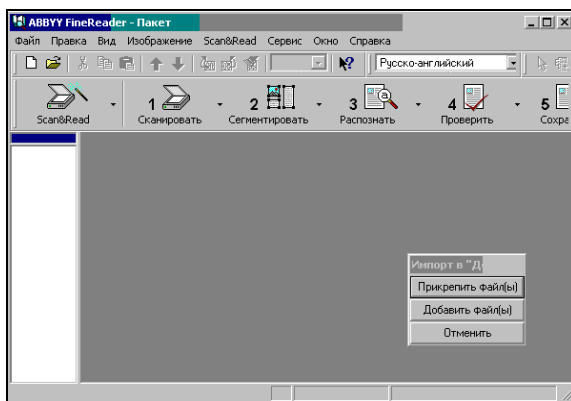 ABBYY FineReader - Пакет
Файл Правка Вид Изображение Scan&Read Сервис Окно Справка
Русско-английский
1 2 3 4 5
Scan&Read Сканировать Сегментировать Распознать Проверить Сохра
Импорт в "Д
Прикрепить файл(ы)
Добавить файл(ы)
Отменить